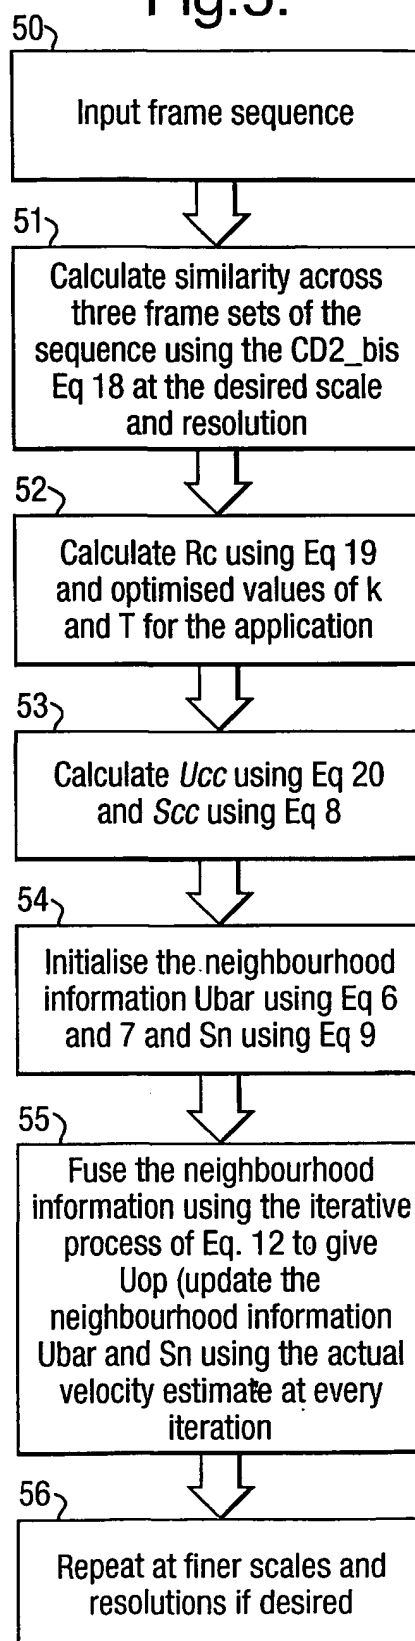 Fig.5.
50
Input frame sequence
51
Calculate similarity across
three frame sets of the
sequence using the CD2_bis
Eq 18 at the desired scale
and resolution
52
Calculate Rc using Eq 19
and optimised values of k
and T for the application
53
Calculate Ucc using Eq 20
and Scc using Eq 8
54
Initialise the neighbourhood
information Ubar using Eq 6
and 7 and Sn using Eq 9
55
Fuse the neighbourhood
information using the iterative
process of Eq. 12 to give
Uop (update the
neighbourhood information
Ubar and Sn using the actual
velocity estimate at every
iteration
56
Repeat at finer scales and
resolutions if desired